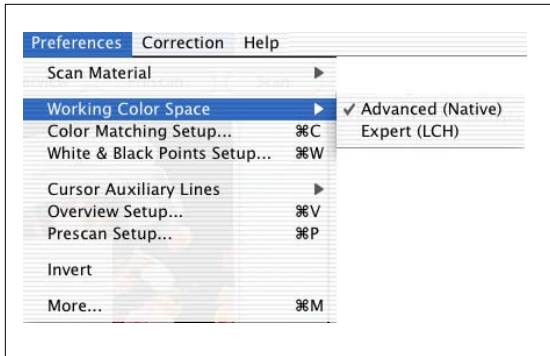 Preferences Correction Help
Scan Material
Working Color Space
✓ Advanced (Native)
Expert (LCH)
Color Matching Setup... ⌘C
White & Black Points Setup... ⌘W
Cursor Auxiliary Lines
Overview Setup... ⌘V
Prescan Setup... ⌘P
Invert
More... ⌘M